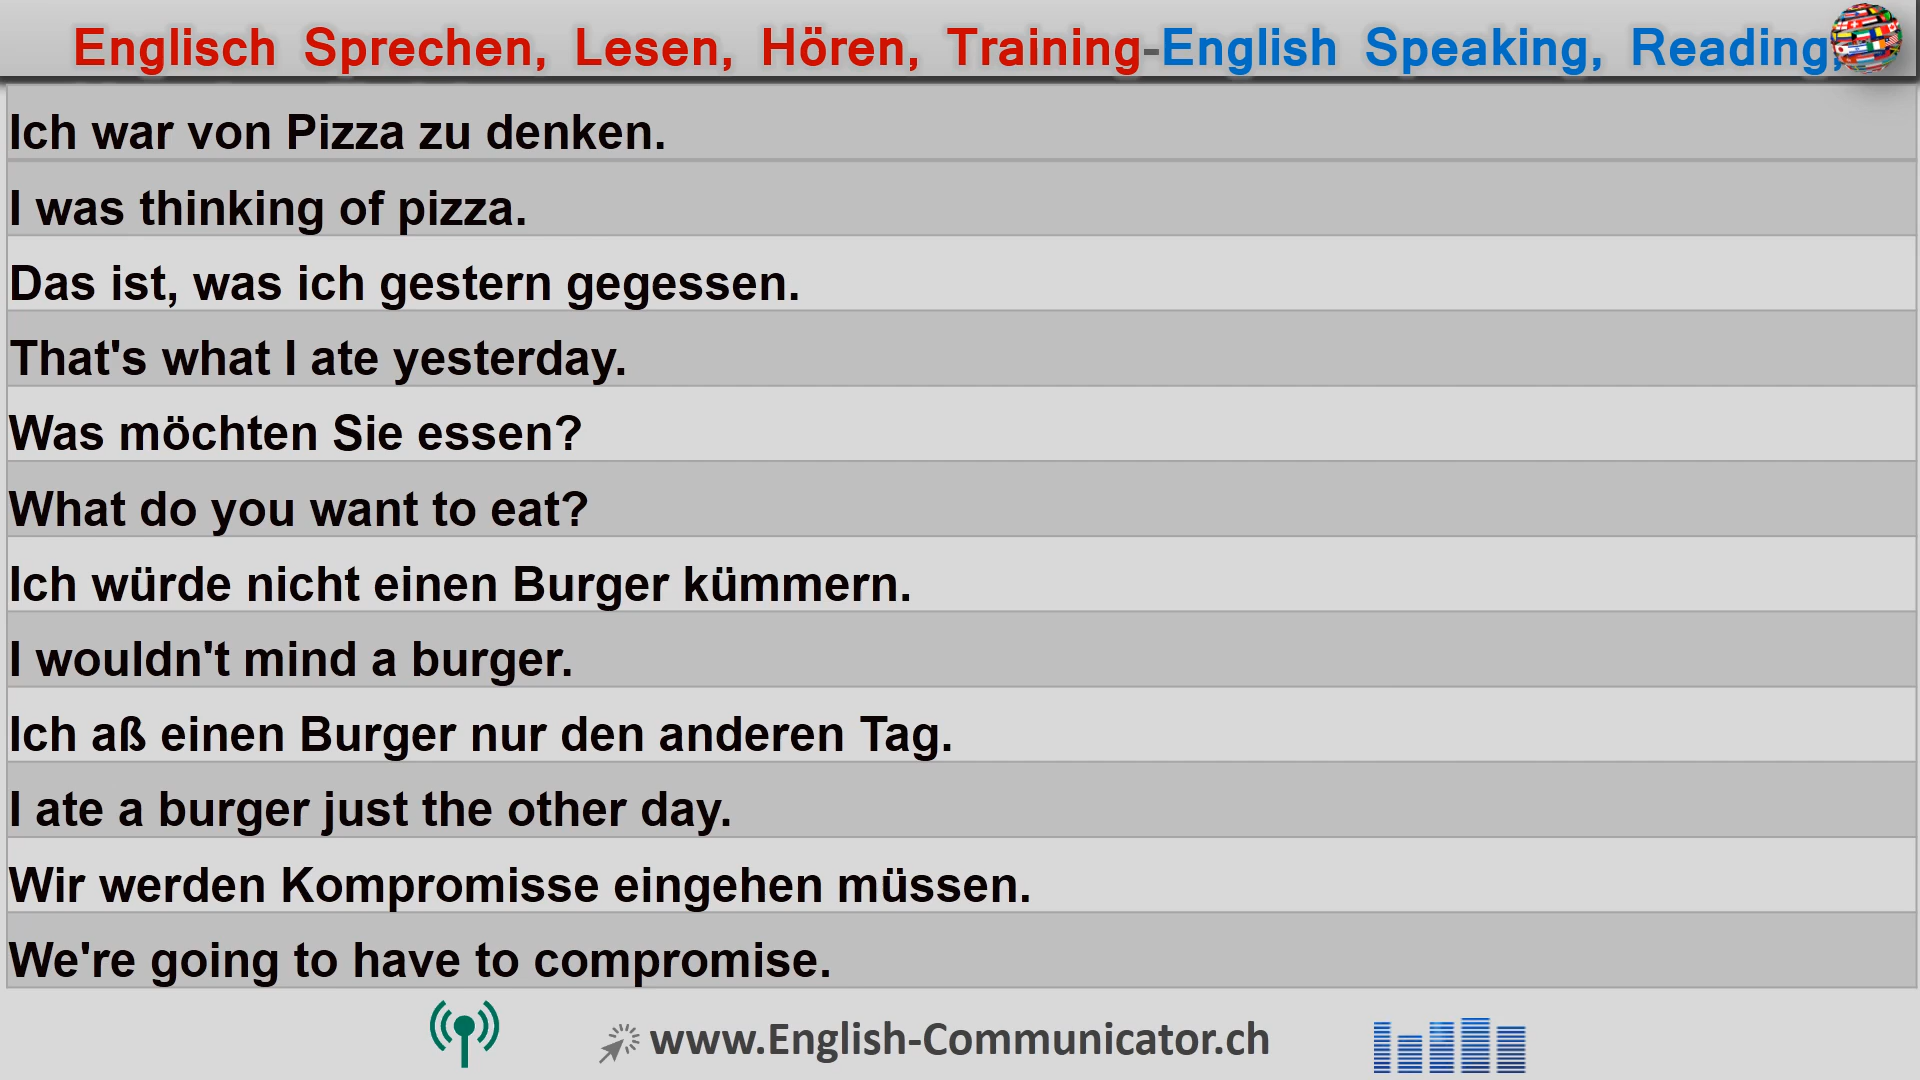 Englisch Sprechen, Lesen, Hören, Training-English Speaking, Reading,
Ich war von Pizza zu denken.
I was thinking of pizza.
Das ist, was ich gestern gegessen.
That's what I ate yesterday.
Was möchten Sie essen?
What do you want to eat?
Ich würde nicht einen Burger kümmern.
I wouldn't mind a burger.
Ich aß einen Burger nur den anderen Tag.
I ate a burger just the other day.
Wir werden Kompromisse eingehen müssen.
We're going to have to compromise.
www.English-Communicator.ch